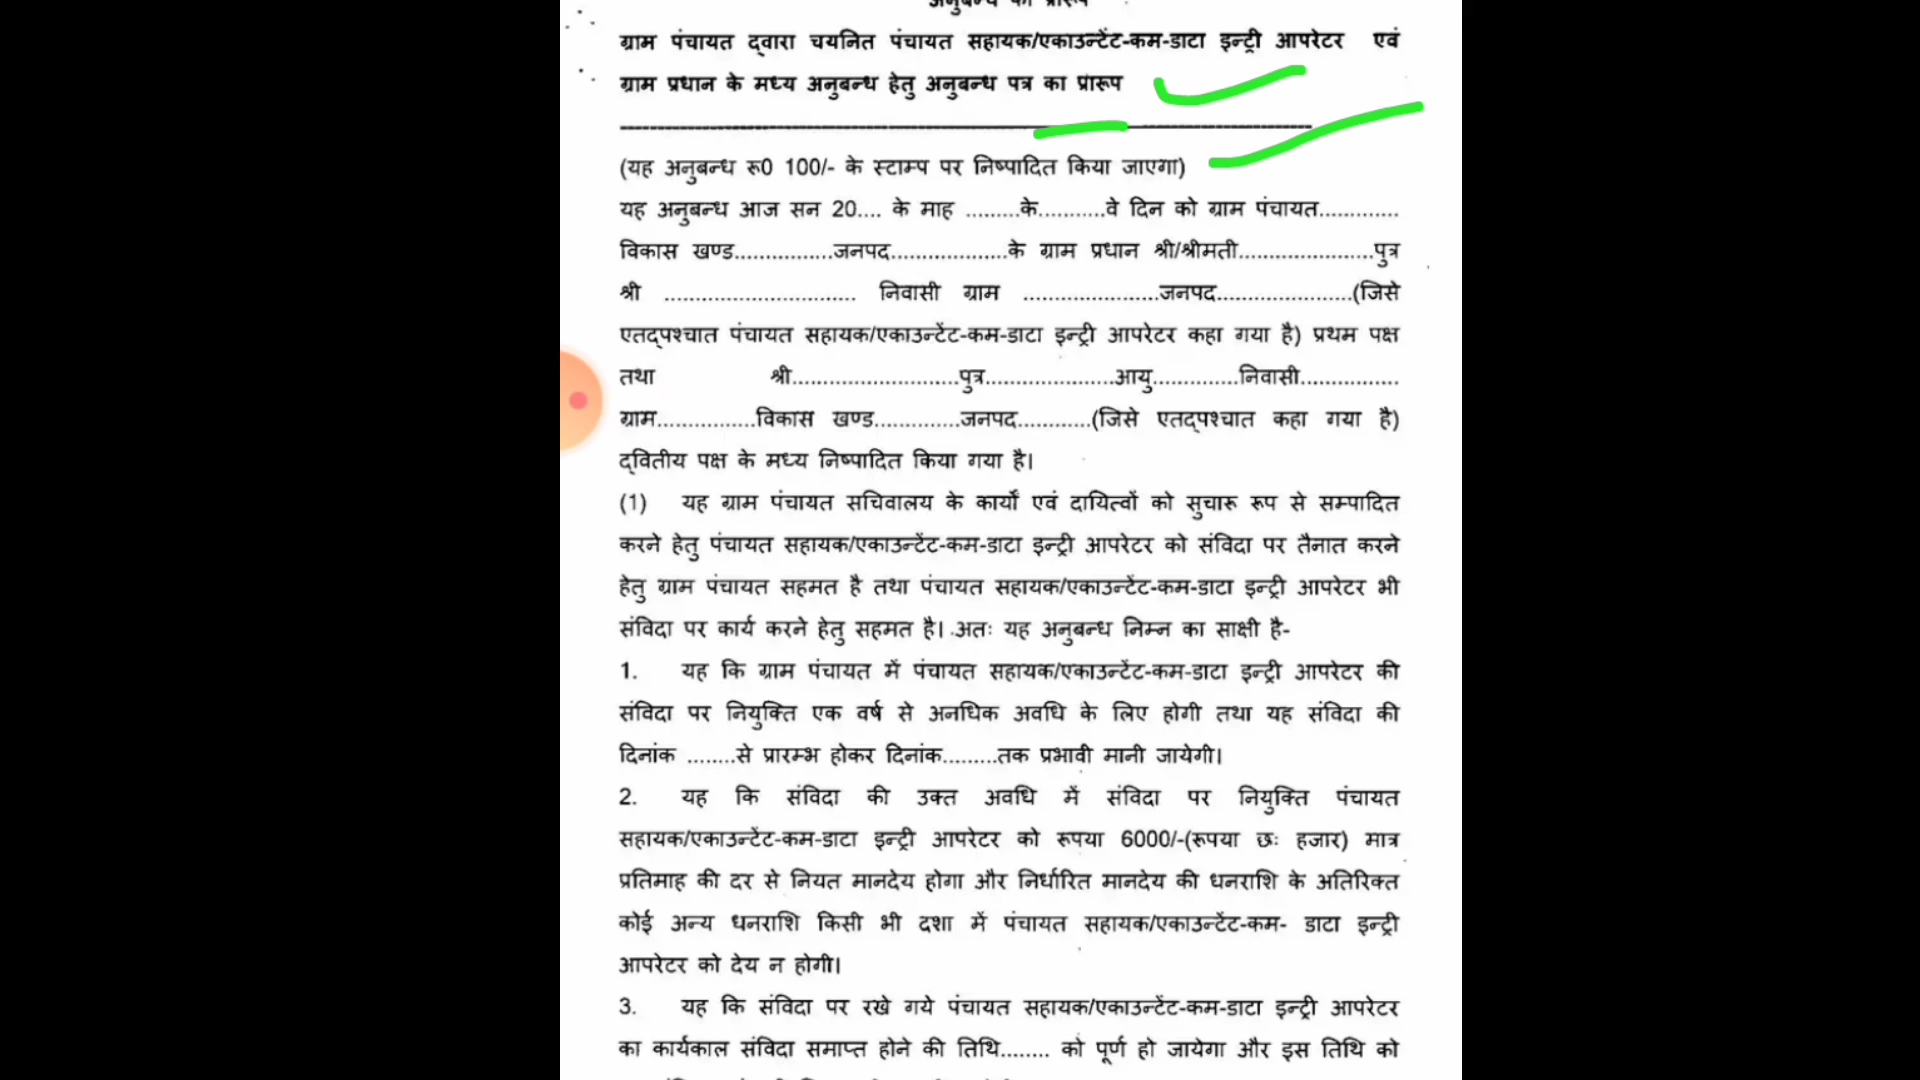 अनुबन्ध का प्रारूप
ग्राम पंचायत द्वारा चयनित पंचायत सहायक/एकाउन्टेंट-कम-डाटा इन्ट्री आपरेटर एवं
ग्राम प्रधान के मध्य अनुबन्ध हेतु अनुबन्ध पत्र का प्रारूप
(यह अनुबन्ध रू0 100/- के स्टाम्प पर निष्पादित किया जाएगा)
यह अनुबन्ध आज सन 20.... के माह .........के...........वे दिन को ग्राम पंचायत.............
विकास खण्ड................जनपद...................के ग्राम प्रधान श्री/श्रीमती......................पुत्र
श्री ............................... निवासी ग्राम ......................जनपद......................(जिसे
एतद्पश्चात पंचायत सहायक/एकाउन्टेंट-कम-डाटा इन्ट्री आपरेटर कहा गया है) प्रथम पक्ष
तथा श्री...........................पुत्र.....................आयु..............निवासी................
ग्राम................विकास खण्ड..............जनपद............(जिसे एतद्पश्चात कहा गया है)
द्वितीय पक्ष के मध्य निष्पादित किया गया है।
(1) यह ग्राम पंचायत सचिवालय के कार्यों एवं दायित्वों को सुचारू रूप से सम्पादित
करने हेतु पंचायत सहायक/एकाउन्टेंट-कम-डाटा इन्ट्री आपरेटर को संविदा पर तैनात करने
हेतु ग्राम पंचायत सहमत है तथा पंचायत सहायक/एकाउन्टेंट-कम-डाटा इन्ट्री आपरेटर भी
संविदा पर कार्य करने हेतु सहमत है। अतः यह अनुबन्ध निम्न का साक्षी है-
1. यह कि ग्राम पंचायत में पंचायत सहायक/एकाउन्टेंट-कम-डाटा इन्ट्री आपरेटर की
संविदा पर नियुक्ति एक वर्ष से अनधिक अवधि के लिए होगी तथा यह संविदा की
दिनांक ........से प्रारम्भ होकर दिनांक.........तक प्रभावी मानी जायेगी।
2. यह कि संविदा की उक्त अवधि में संविदा पर नियुक्ति पंचायत
सहायक/एकाउन्टेंट-कम-डाटा इन्ट्री आपरेटर को रूपया 6000/-(रूपया छः हजार) मात्र
प्रतिमाह की दर से नियत मानदेय होगा और निर्धारित मानदेय की धनराशि के अतिरिक्त
कोई अन्य धनराशि किसी भी दशा में पंचायत सहायक/एकाउन्टेंट-कम- डाटा इन्ट्री
आपरेटर को देय न होगी।
3. यह कि संविदा पर रखे गये पंचायत सहायक/एकाउन्टेंट-कम-डाटा इन्ट्री आपरेटर
का कार्यकाल संविदा समाप्त होने की तिथि........ को पूर्ण हो जायेगा और इस तिथि को